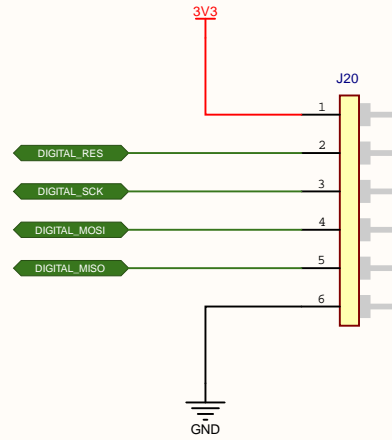 3V3
J20
1
DIGITAL_RES 2
DIGITAL_SCK 3
DIGITAL_MOSI 4
DIGITAL_MISO 5
6
GND